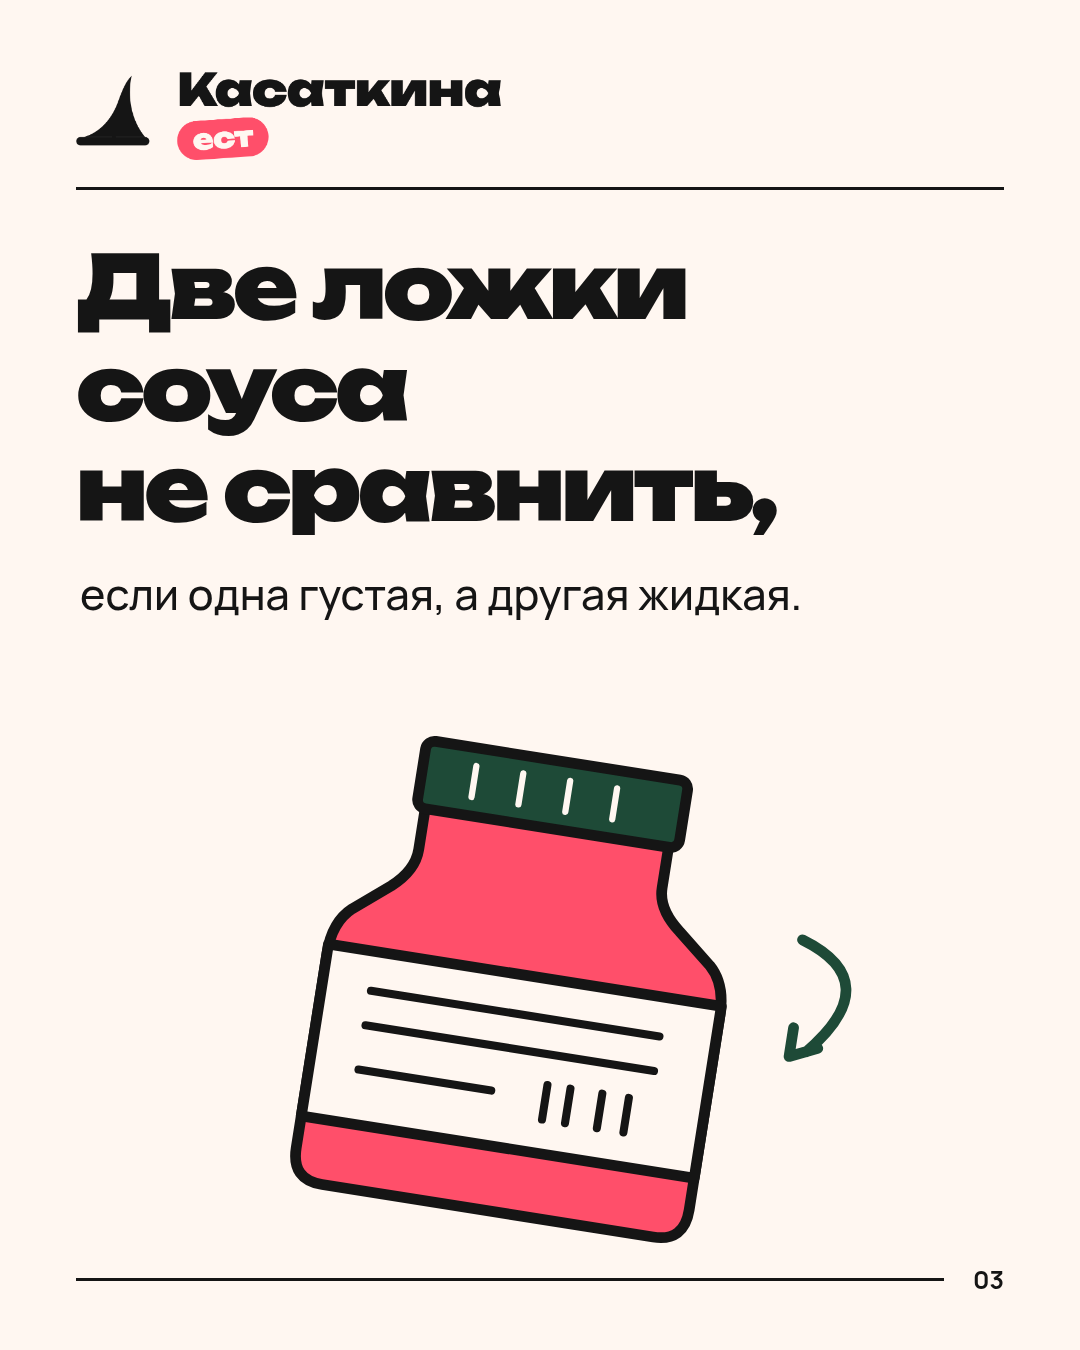 Касаткина
ест
Две ложки
соуса
не сравнить,
если одна густая, а другая жидкая.
03